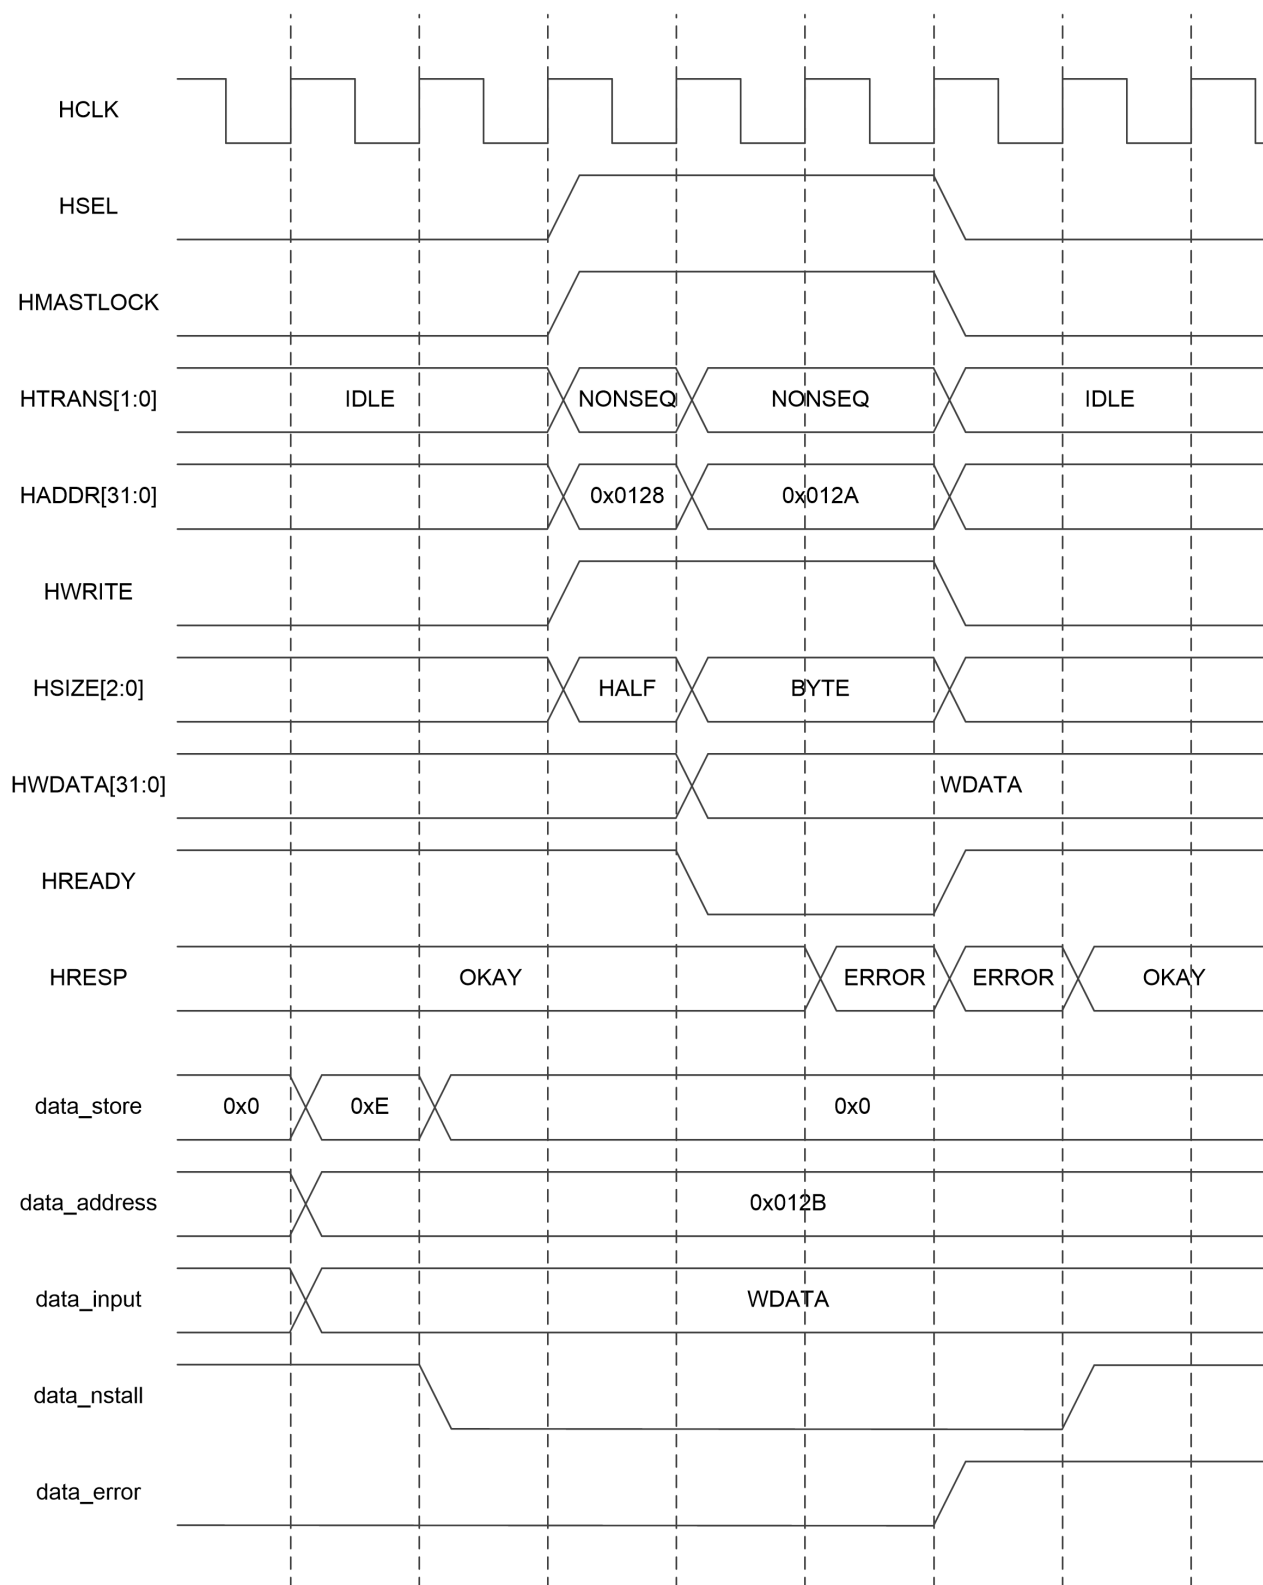 HCLK
HSEL
HMASTLOCK
HTRANS[1:0] IDLE NONSEQ NONSEQ IDLE
HADDR[31:0] 0x0128 0x012A
HWRITE
HSIZE[2:0] HALF BYTE
HWDATA[31:0] WDATA
HREADY
HRESP OKAY ERROR ERROR OKAY
data_store 0x0 0xE 0x0
data_address 0x012B
data_input WDATA
data_nstall
data_error